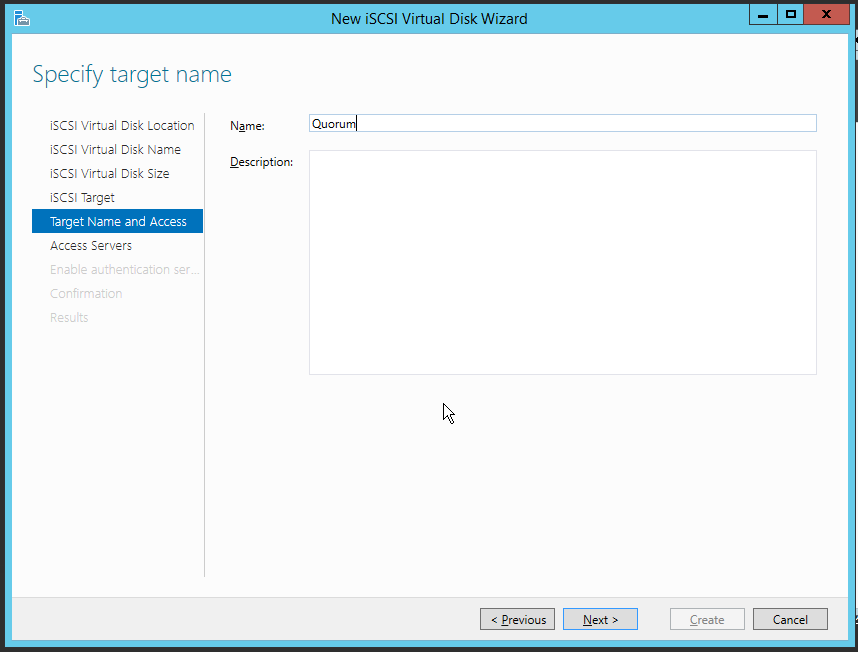 New iSCSI Virtual Disk Wizard
Specify target name
iSCSI Virtual Disk Location
iSCSI Virtual Disk Name
iSCSI Virtual Disk Size
iSCSI Target
Target Name and Access
Access Servers
Enable authentication ser...
Confirmation
Results
Name:
Quorum
Description:
< Previous
Next >
Create
Cancel